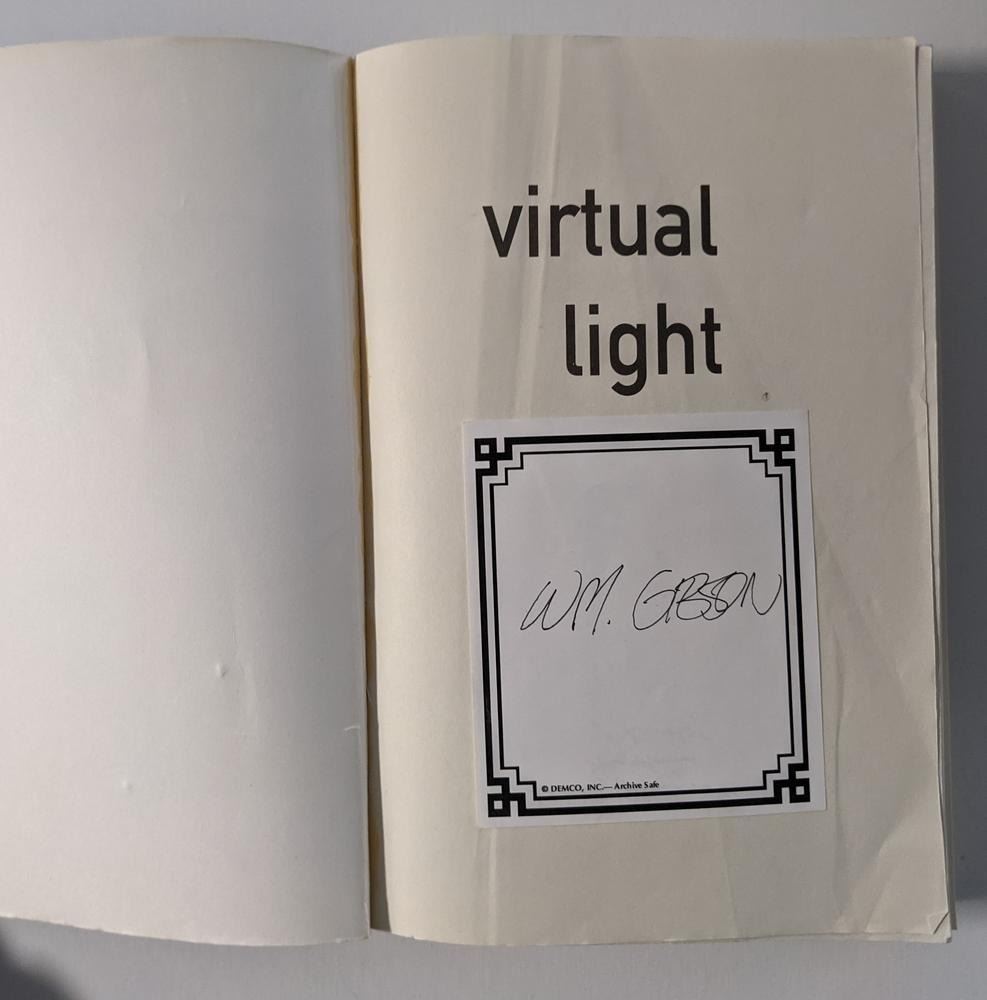 virtual
light
WM. GIBSON
© DEMCO, INC.— Archive Safe